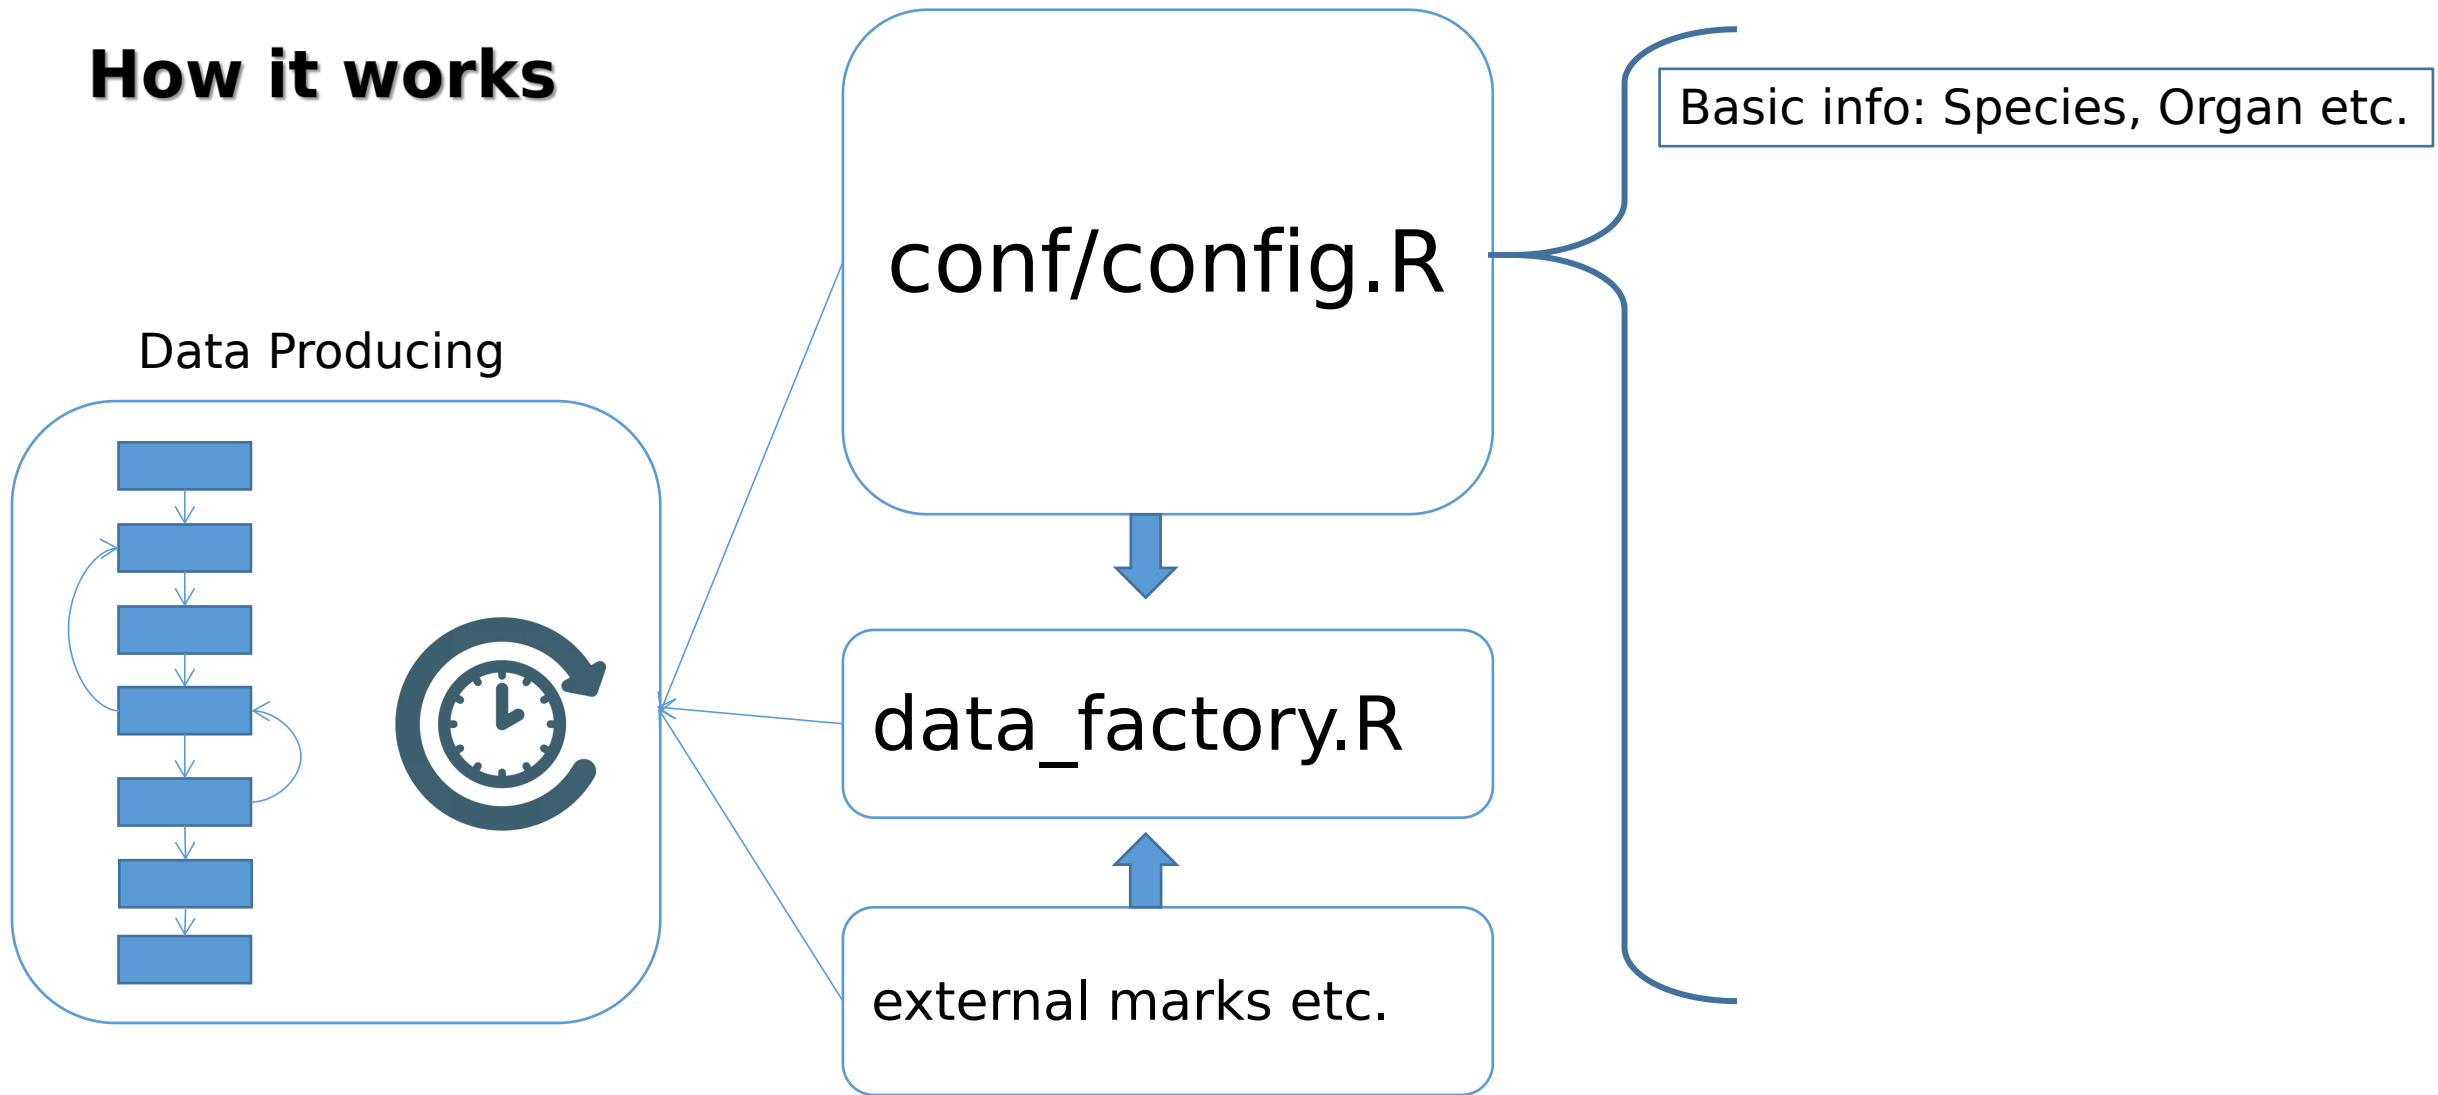 How it works
Basic info: Species, Organ etc.
conf/config.R
Data Producing
data_factory.R
external marks etc.